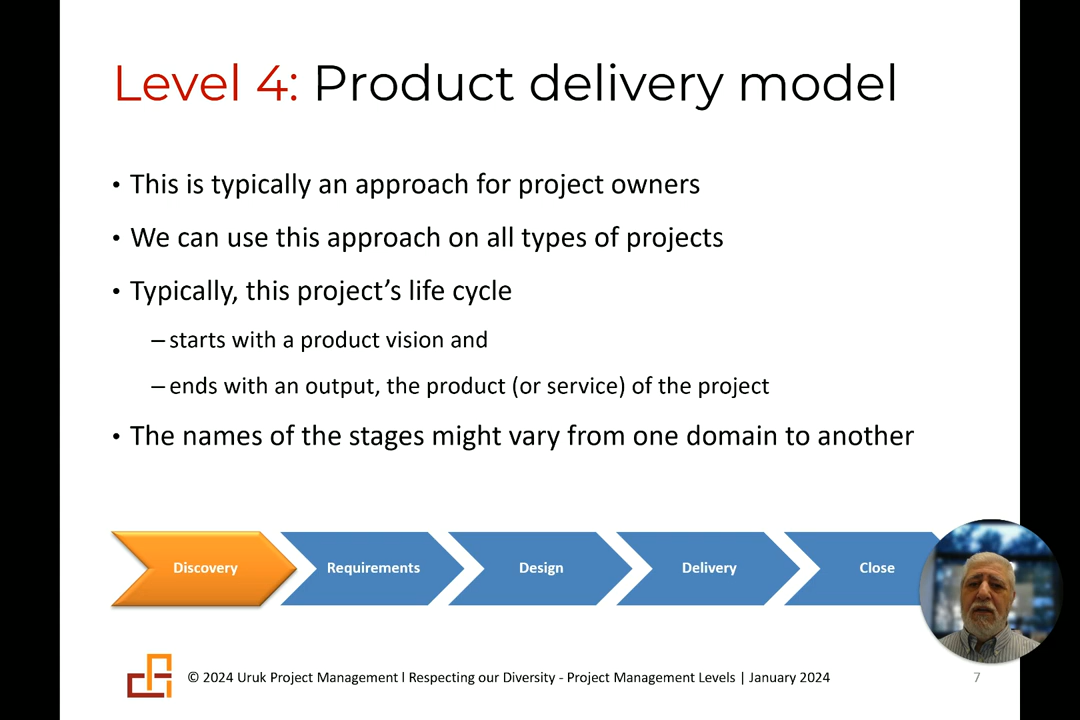 Level 4: Product delivery model
• This is typically an approach for project owners
• We can use this approach on all types of projects
• Typically, this project’s life cycle
– starts with a product vision and
– ends with an output, the product (or service) of the project
• The names of the stages might vary from one domain to another
Discovery
Requirements
Design
Delivery
Close
© 2024 Uruk Project Management l Respecting our Diversity - Project Management Levels | January 2024
7